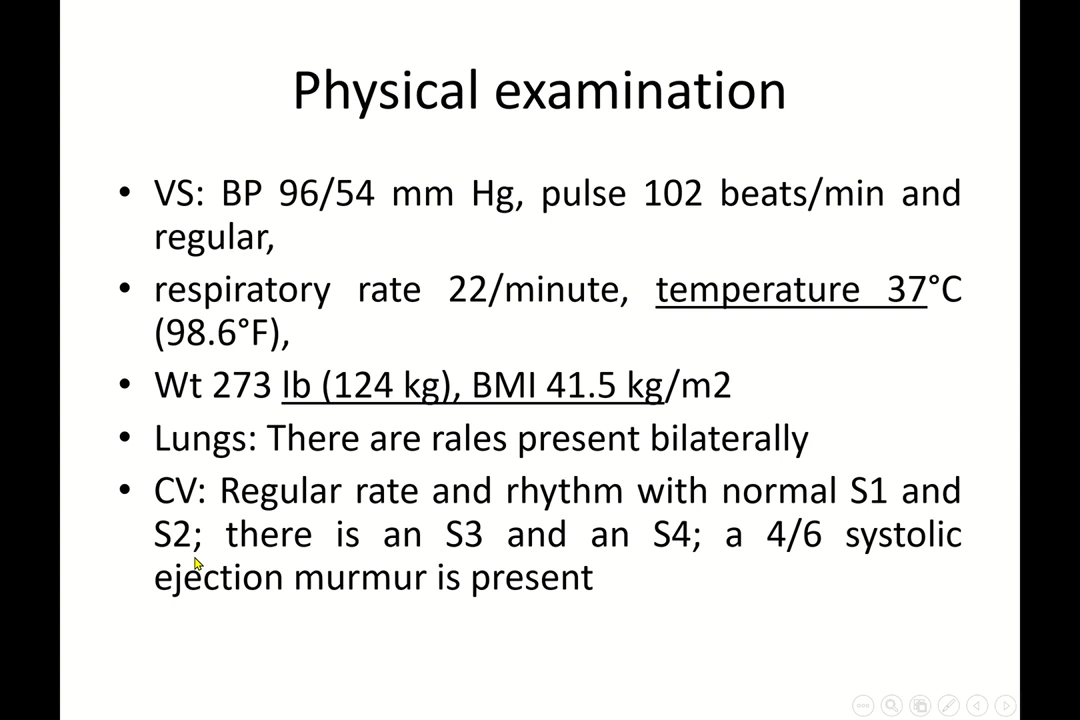 Physical examination
• VS: BP 96/54 mm Hg, pulse 102 beats/min and
regular,
• respiratory rate 22/minute, temperature 37°C
(98.6°F),
• Wt 273 lb (124 kg), BMI 41.5 kg/m2
• Lungs: There are rales present bilaterally
• CV: Regular rate and rhythm with normal S1 and
S2; there is an S3 and an S4; a 4/6 systolic
ejection murmur is present